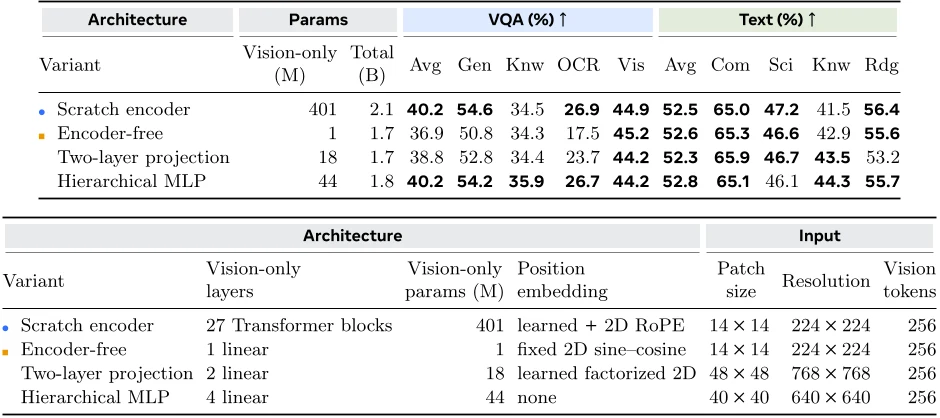 Architecture Params VQA (%) ↑ Text (%) ↑
Variant Vision-only (M) Total (B) Avg Gen Knw OCR Vis Avg Com Sci Knw Rdg
Scratch encoder 401 2.1 40.2 54.6 34.5 26.9 44.9 52.5 65.0 47.2 41.5 56.4
Encoder-free 1 1.7 36.9 50.8 34.3 17.5 45.2 52.6 65.3 46.6 42.9 55.6
Two-layer projection 18 1.7 38.8 52.8 34.4 23.7 44.2 52.3 65.9 46.7 43.5 53.2
Hierarchical MLP 44 1.8 40.2 54.2 35.9 26.7 44.2 52.8 65.1 46.1 44.3 55.7
Architecture Input
Variant Vision-only layers Vision-only params (M) Position embedding Patch size Resolution Vision tokens
Scratch encoder 27 Transformer blocks 401 learned + 2D RoPE 14 × 14 224 × 224 256
Encoder-free 1 linear 1 fixed 2D sine–cosine 14 × 14 224 × 224 256
Two-layer projection 2 linear 18 learned factorized 2D 48 × 48 768 × 768 256
Hierarchical MLP 4 linear 44 none 40 × 40 640 × 640 256